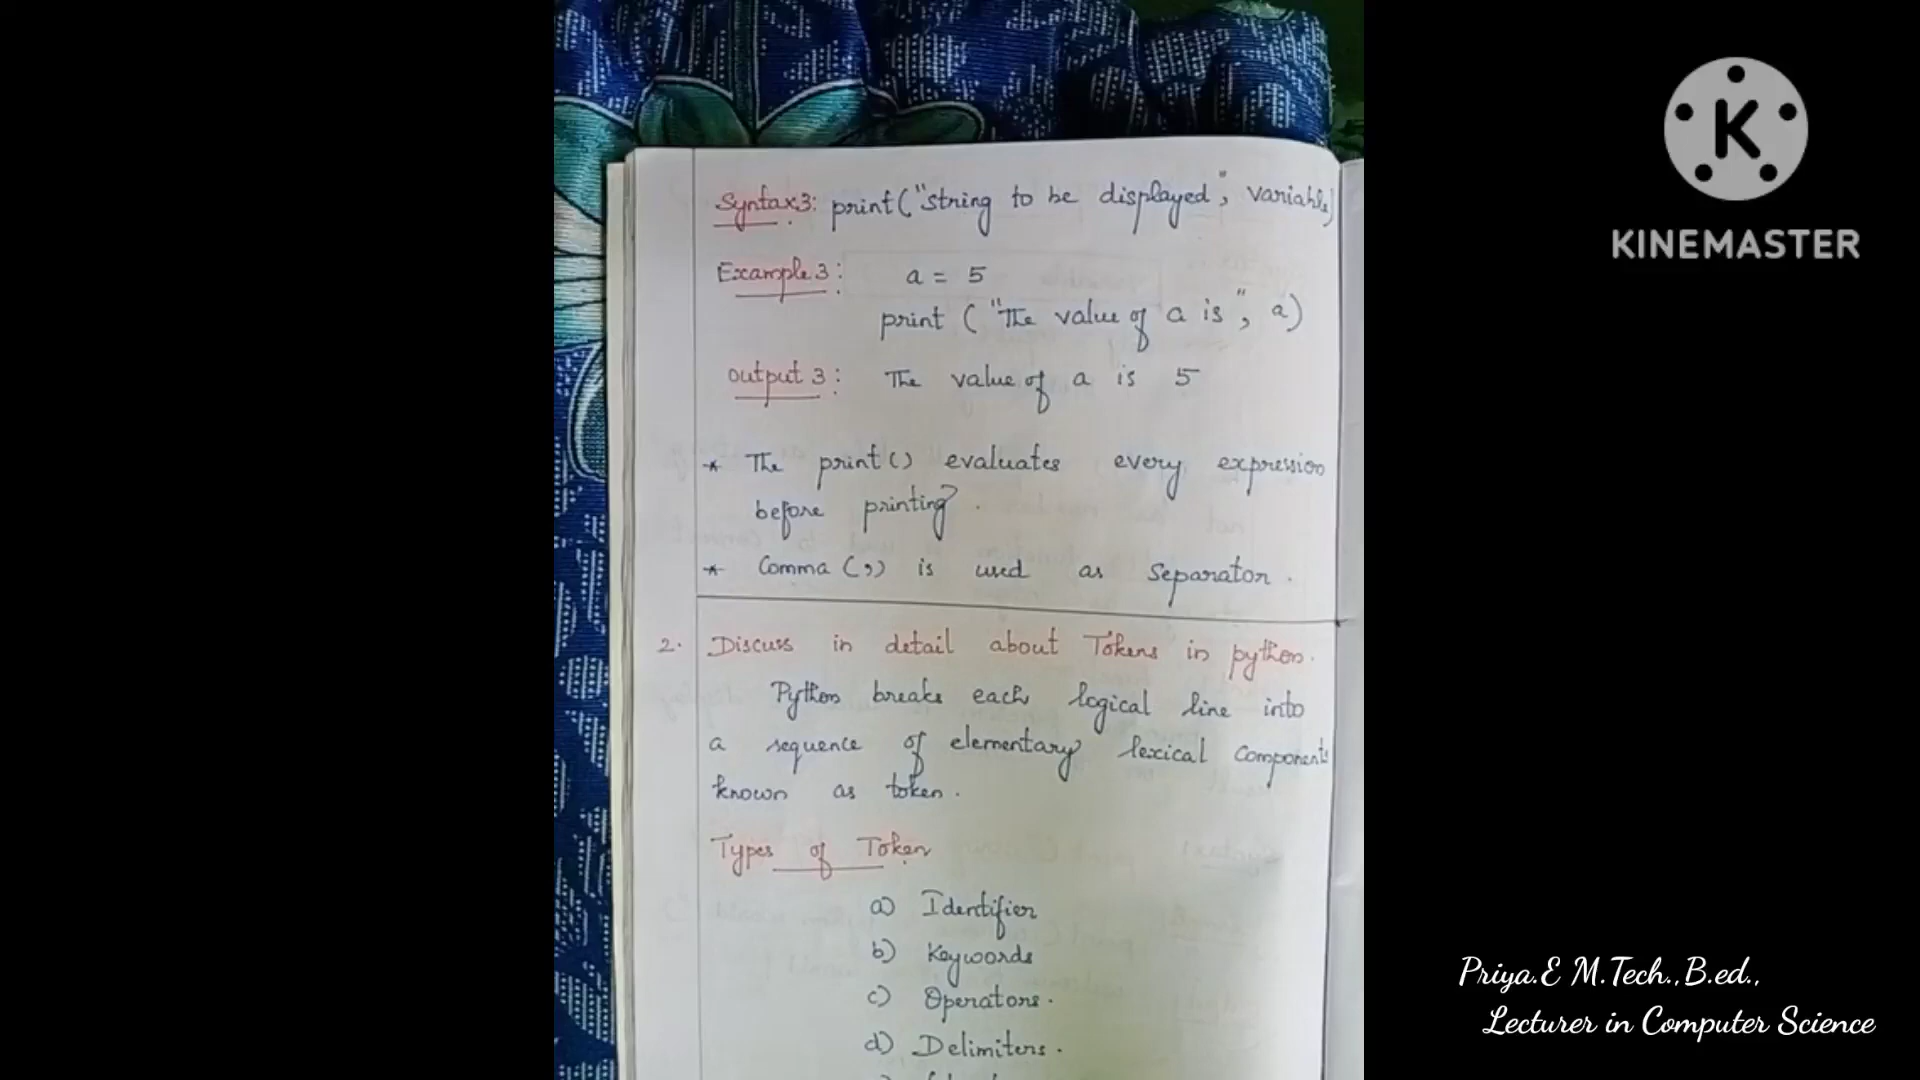 Syntax3: print("string to be displayed", variable)
Example 3: a = 5
print ("The value of a is", a)
output 3: The value of a is 5
* The print() evaluates every expression
before printing.
* Comma (,) is used as separator.
2. Discuss in detail about Tokens in python.
Python breaks each logical line into
a sequence of elementary lexical components
known as token.
Types of Token
a) Identifier
b) Keywords
c) Operators.
d) Delimiters.
K
KINEMASTER
Priya.E M.Tech.,B.ed.,
Lecturer in Computer Science